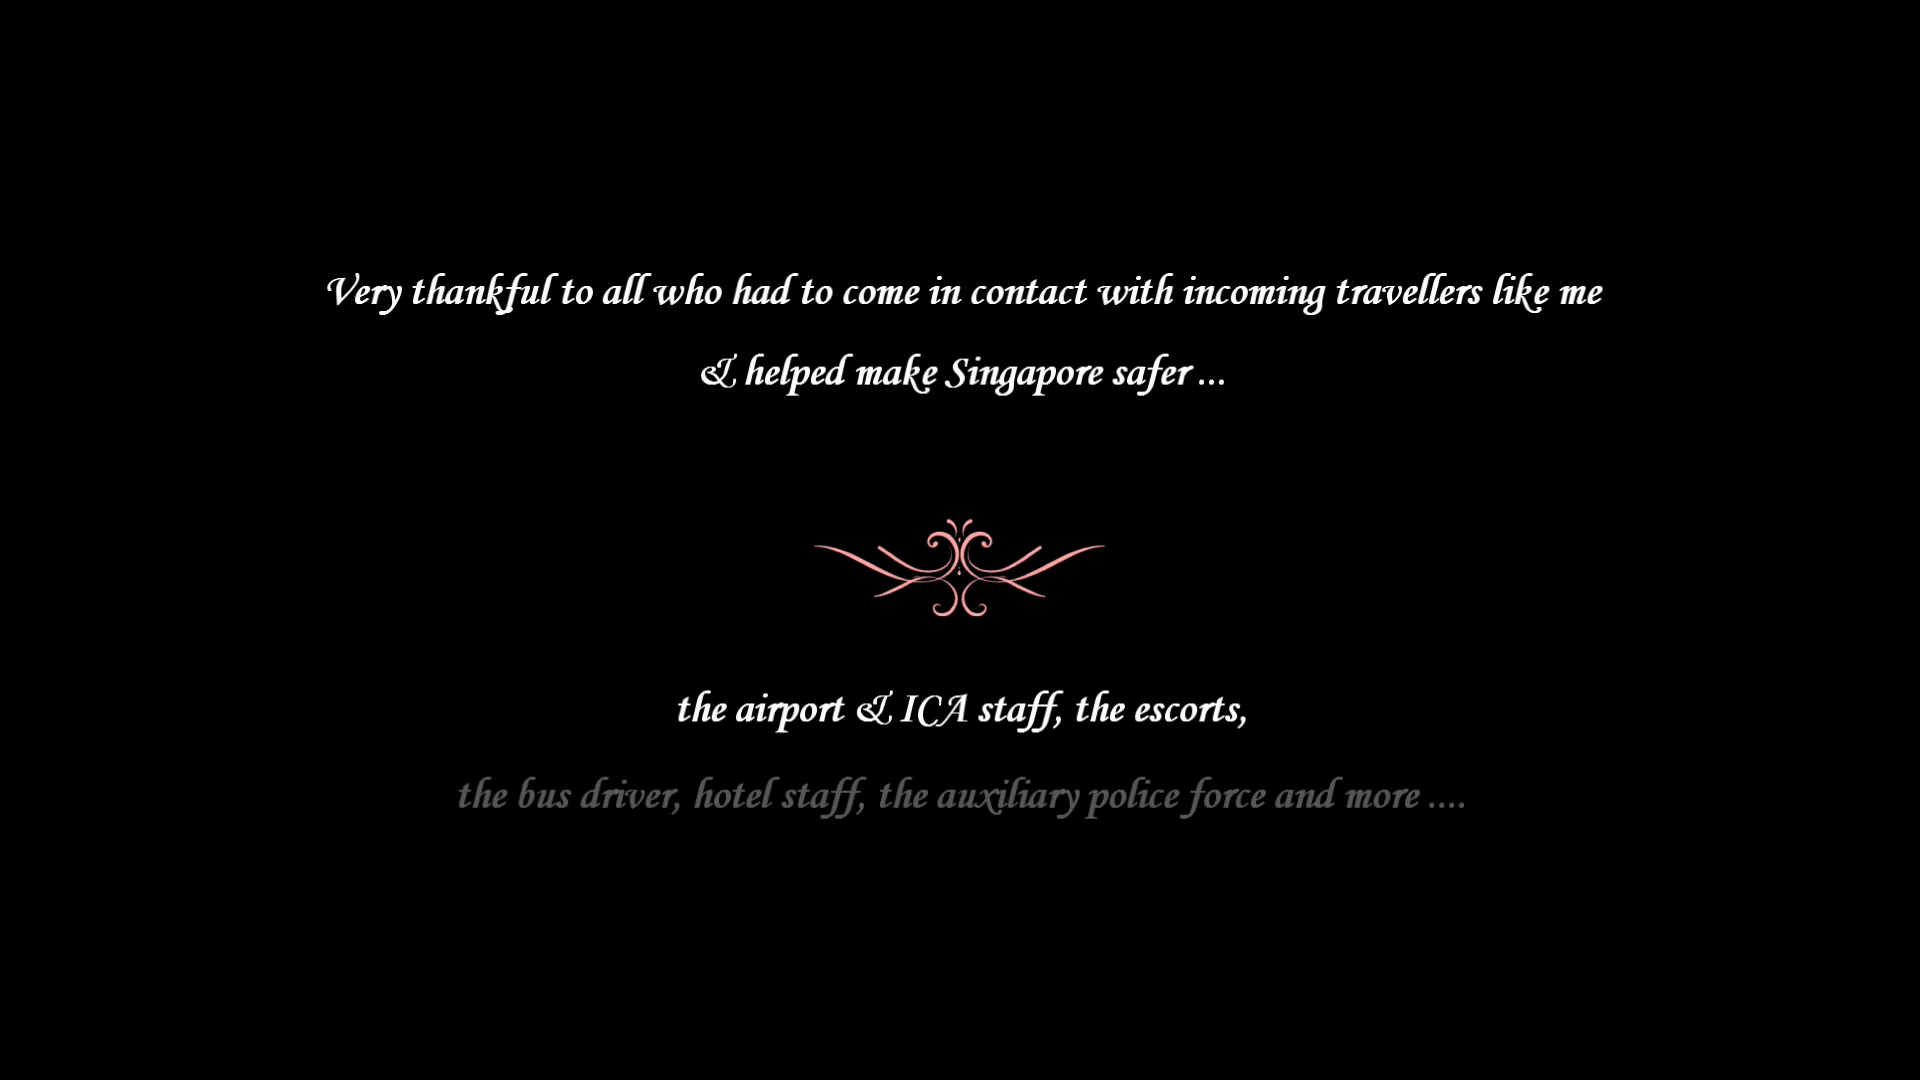 Very thankful to all who had to come in contact with incoming travellers like me
& helped make Singapore safer ...
the airport & ICA staff, the escorts,
the bus driver, hotel staff, the auxiliary police force and more ....